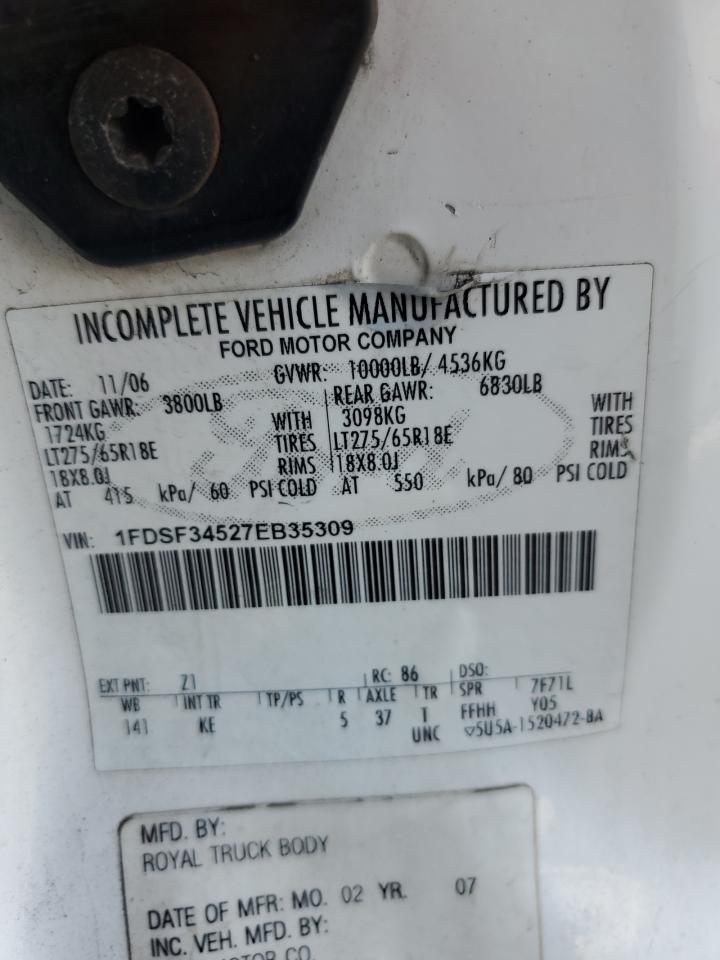 INCOMPLETE VEHICLE MANUFACTURED BY
FORD MOTOR COMPANY
DATE: 11/06 GVWR: 10000LB/ 4536KG
FRONT GAWR: 3800LB REAR GAWR: 6830LB
1724KG WITH 3098KG WITH
LT275/65R18E TIRES LT275/65R18E TIRES
18X8.0J RIMS 18X8.0J RIMS
AT 415 kPa/ 60 PSI COLD AT 550 kPa/ 80 PSI COLD
VIN: 1FDSF34527EB35309
EXT PNT: Z1 RC: 86 DSO:
WB INT TR TP/PS R AXLE TR SPR 7F71L
141 KE 5 37 T FFHH Y05
UNC ▽5U5A-1520472-BA
MFD. BY:
ROYAL TRUCK BODY
DATE OF MFR: MO. 02 YR. 07
INC. VEH. MFD. BY:
MOTOR CO.